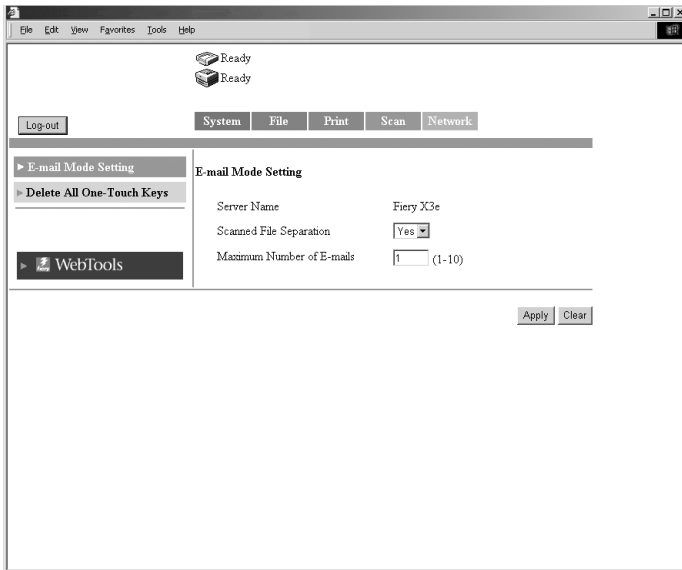 File Edit View Favorites Tools Help
Ready
Ready
Log-out
System File Print Scan Network
E-mail Mode Setting
Delete All One-Touch Keys
WebTools
E-mail Mode Setting
Server Name Fiery X3e
Scanned File Separation Yes
Maximum Number of E-mails 1 (1-10)
Apply Clear